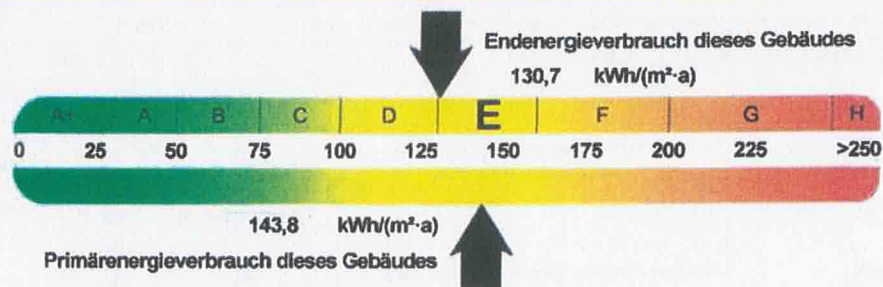 Endenergieverbrauch dieses Gebäudes
130,7 kWh/(m²·a)
A+ A B C D E F G H
0 25 50 75 100 125 150 175 200 225 >250
143,8 kWh/(m²·a)
Primärenergieverbrauch dieses Gebäudes